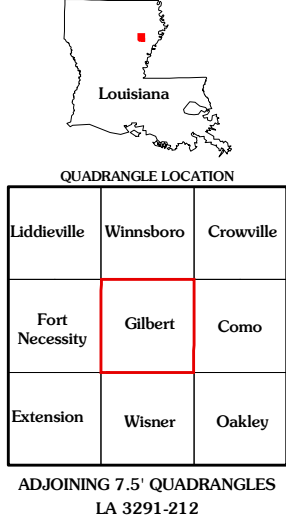 Louisiana
QUADRANGLE LOCATION
Liddieville Winnsboro Crowville
Fort
Necessity
Gilbert
Como
Extension Wisner Oakley
ADJOINING 7.5' QUADRANGLES
LA 3291-212